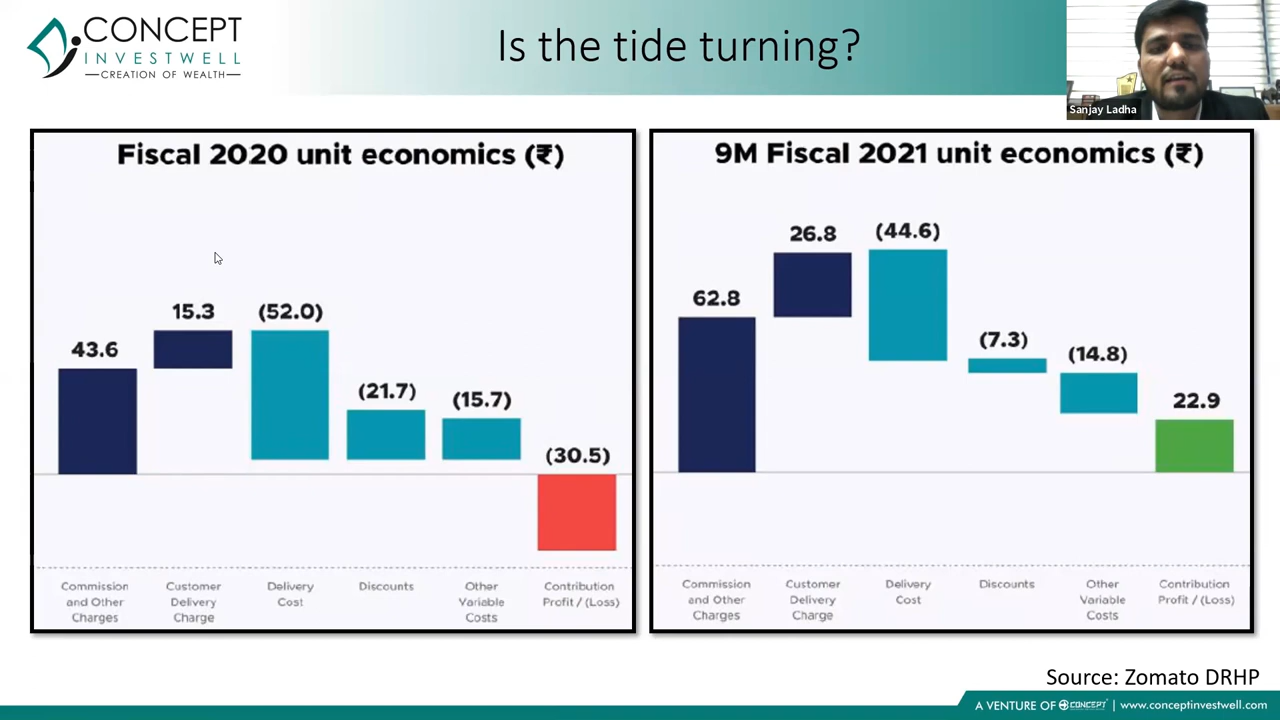 CONCEPT
INVESTWELL
CREATION OF WEALTH
Is the tide turning?
Sanjay Ladha
Fiscal 2020 unit economics (₹)
43.6
15.3
(52.0)
(21.7)
(15.7)
(30.5)
Commission
and Other
Charges
Customer
Delivery
Charge
Delivery
Cost
Discounts
Other
Variable
Costs
Contribution
Profit / (Loss)
9M Fiscal 2021 unit economics (₹)
62.8
26.8
(44.6)
(7.3)
(14.8)
22.9
Commission
and Other
Charges
Customer
Delivery
Charge
Delivery
Cost
Discounts
Other
Variable
Costs
Contribution
Profit / (Loss)
Source: Zomato DRHP
A VENTURE OF CONCEPT | www.conceptinvestwell.com